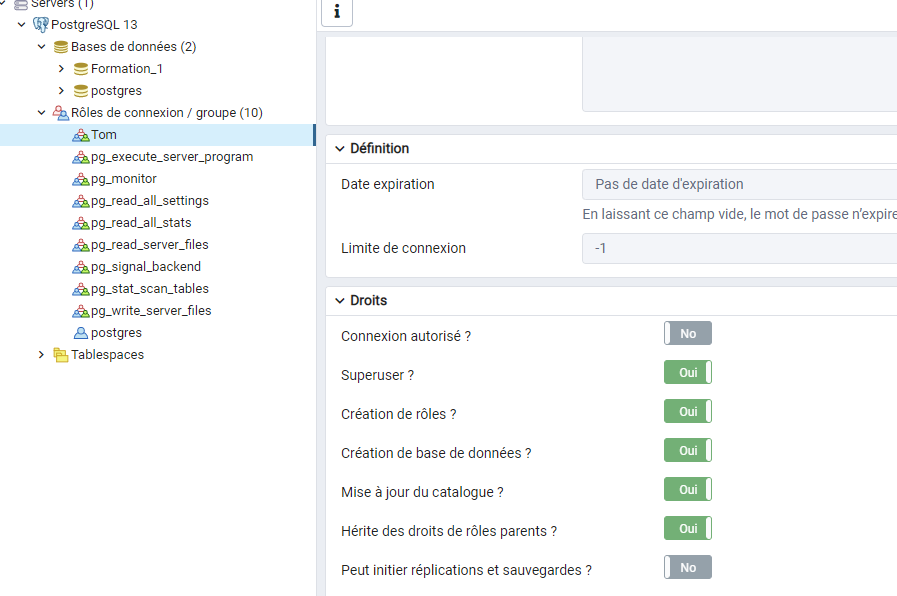 Servers (1)
PostgreSQL 13
Bases de données (2)
Formation_1
postgres
Rôles de connexion / groupe (10)
Tom
pg_execute_server_program
pg_monitor
pg_read_all_settings
pg_read_all_stats
pg_read_server_files
pg_signal_backend
pg_stat_scan_tables
pg_write_server_files
postgres
Tablespaces
i
Définition
Date expiration
Pas de date d'expiration
En laissant ce champ vide, le mot de passe n’expire
Limite de connexion
-1
Droits
Connexion autorisé ?
No
Superuser ?
Oui
Création de rôles ?
Oui
Création de base de données ?
Oui
Mise à jour du catalogue ?
Oui
Hérite des droits de rôles parents ?
Oui
Peut initier réplications et sauvegardes ?
No